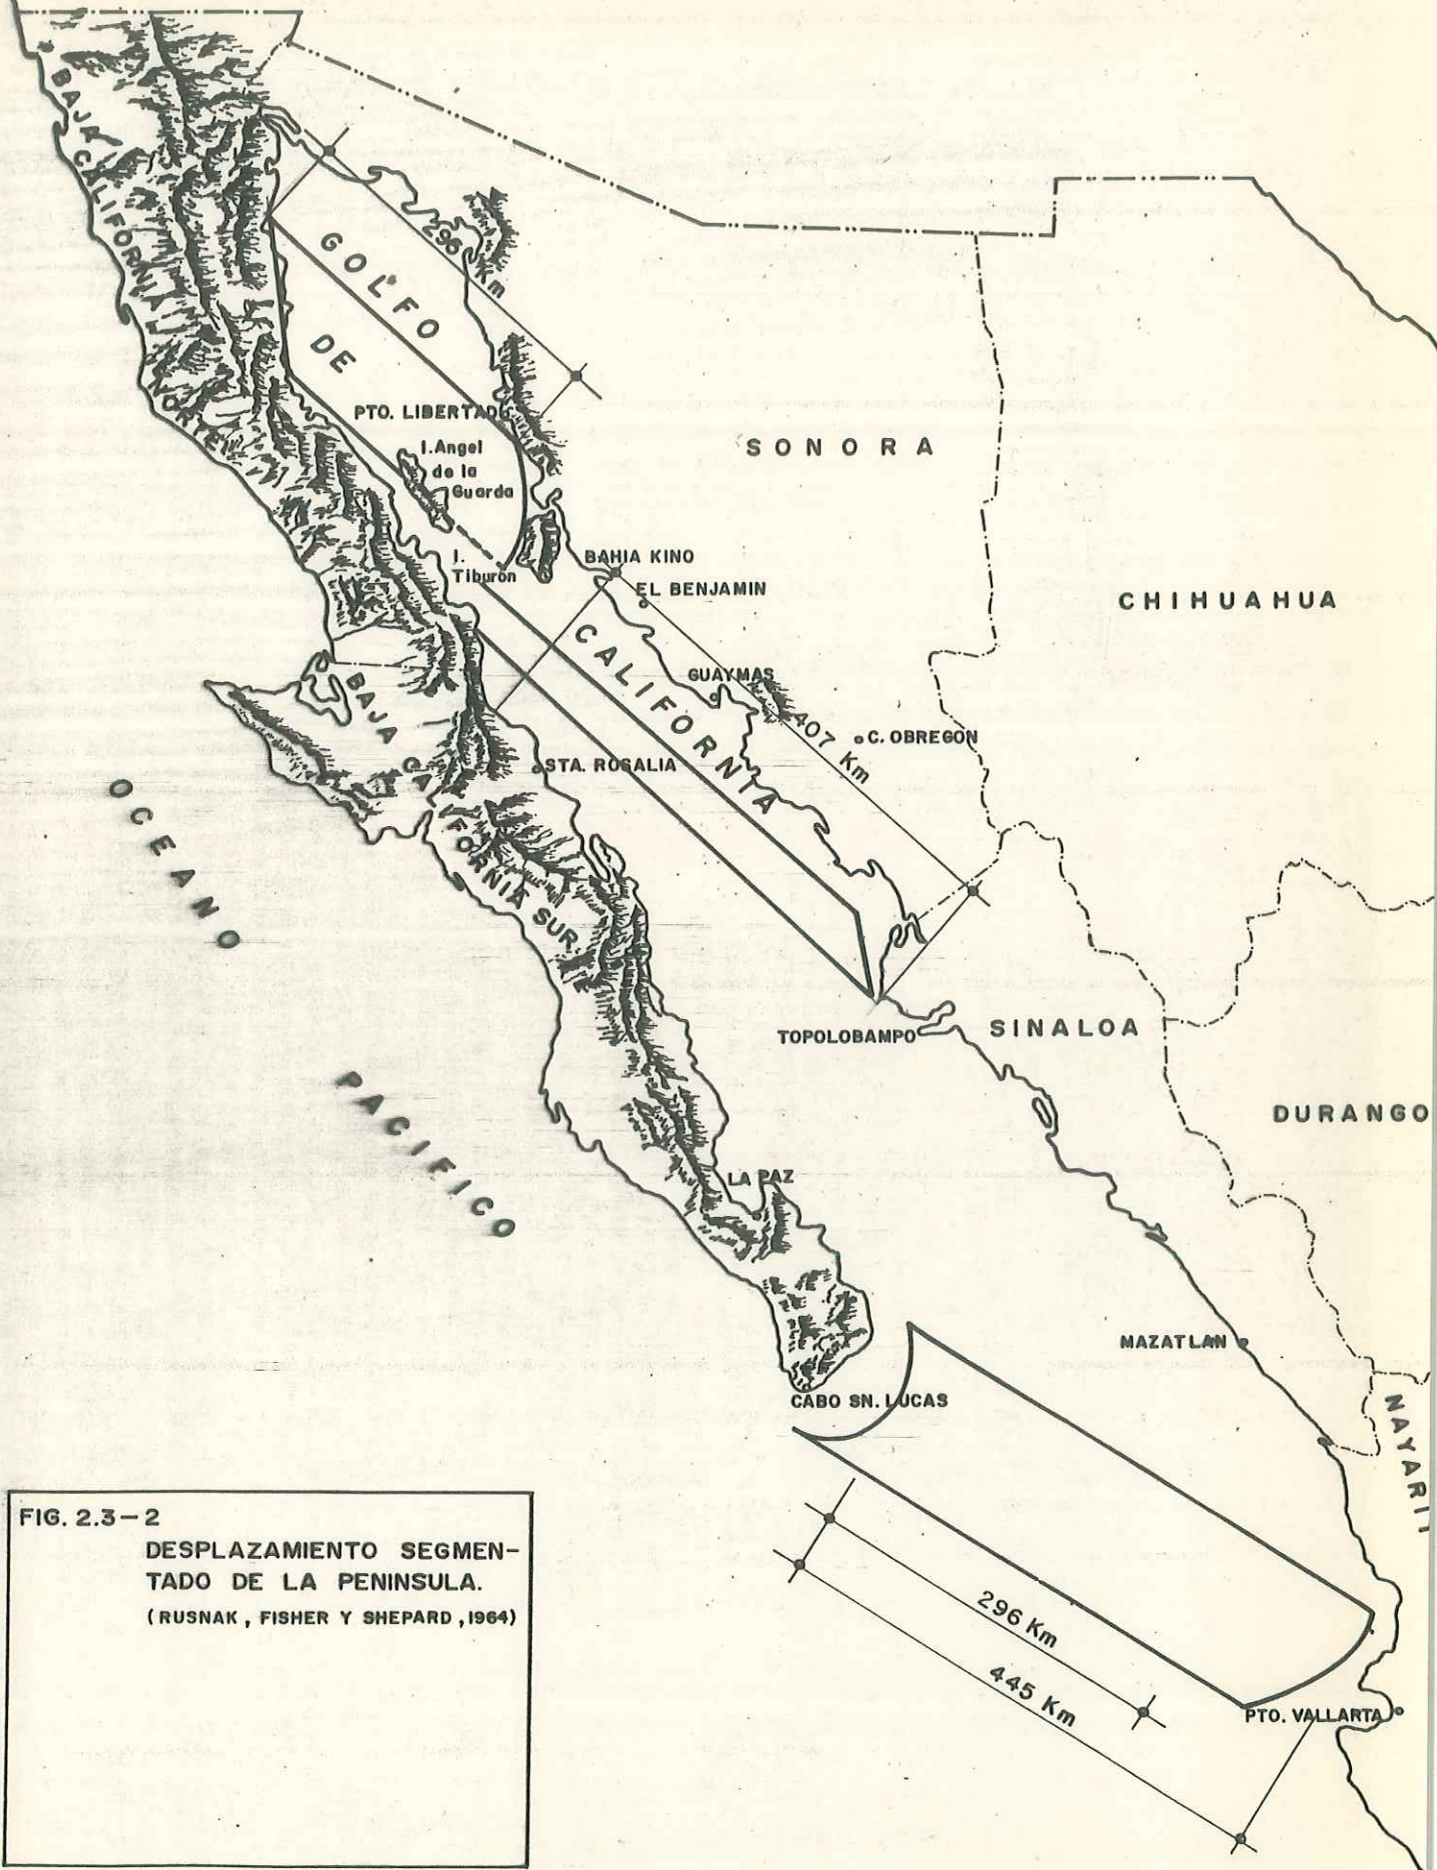 BAJA CALIFORNIA NORTE
296 Km
GOLFO
DE
PTO. LIBERTAD
I. Angel
de la
Guarda
SONORA
I.
Tiburón
BAHIA KINO
EL BENJAMIN
CHIHUAHUA
CALIFORNIA
GUAYMAS
407 Km
C. OBREGON
BAJA CALIFORNIA SUR
STA. ROSALIA
OCEANO
PACIFICO
TOPOLOBAMPO
SINALOA
DURANGO
LA PAZ
MAZATLAN
CABO SN. LUCAS
NAYARIT
296 Km
445 Km
PTO. VALLARTA
FIG. 2.3-2
DESPLAZAMIENTO SEGMEN-
TADO DE LA PENINSULA.
(RUSNAK, FISHER Y SHEPARD, 1964)